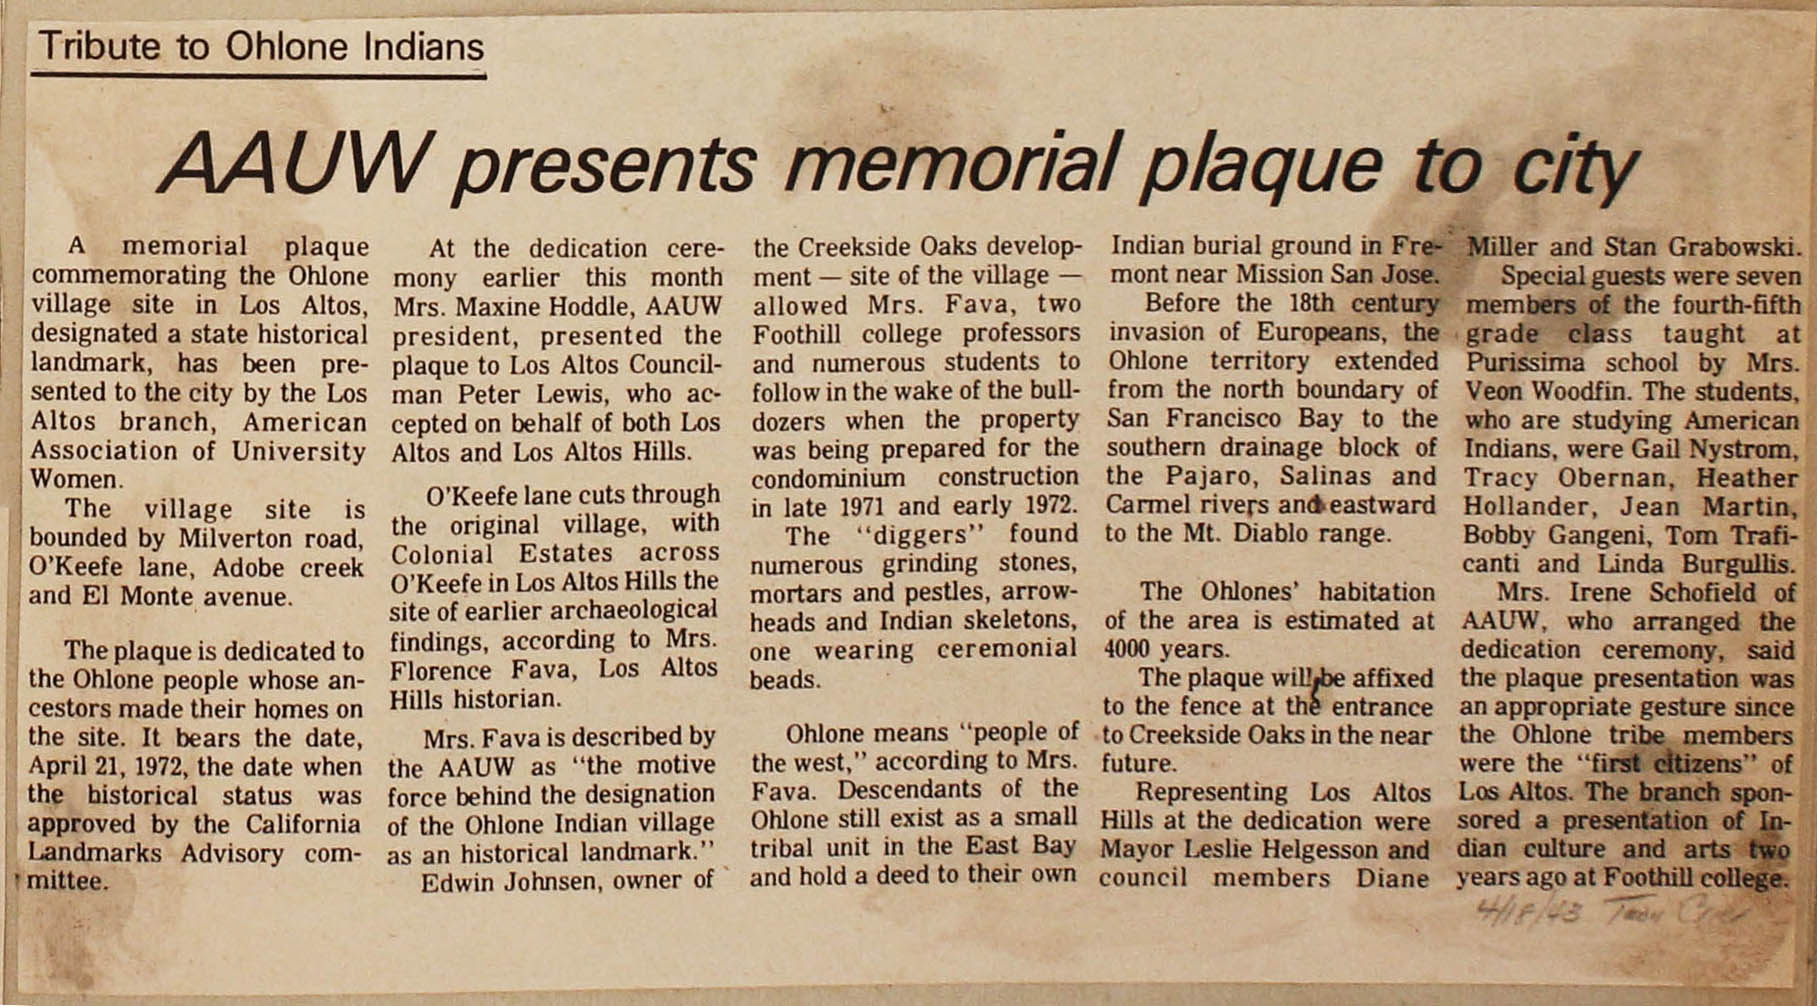 Tribute to Ohlone Indians
AAUW presents memorial plaque to city
A memorial plaque
commemorating the Ohlone
village site in Los Altos,
designated a state historical
landmark, has been pre-
sented to the city by the Los
Altos branch, American
Association of University
Women.
The village site is
bounded by Milverton road,
O'Keefe lane, Adobe creek
and El Monte avenue.
The plaque is dedicated to
the Ohlone people whose an-
cestors made their homes on
the site. It bears the date,
April 21, 1972, the date when
the historical status was
approved by the California
Landmarks Advisory com-
mittee.
At the dedication cere-
mony earlier this month
Mrs. Maxine Hoddle, AAUW
president, presented the
plaque to Los Altos Council-
man Peter Lewis, who ac-
cepted on behalf of both Los
Altos and Los Altos Hills.
O'Keefe lane cuts through
the original village, with
Colonial Estates across
O'Keefe in Los Altos Hills the
site of earlier archaeological
findings, according to Mrs.
Florence Fava, Los Altos
Hills historian.
Mrs. Fava is described by
the AAUW as "the motive
force behind the designation
of the Ohlone Indian village
as an historical landmark."
Edwin Johnsen, owner of
the Creekside Oaks develop-
ment — site of the village —
allowed Mrs. Fava, two
Foothill college professors
and numerous students to
follow in the wake of the bull-
dozers when the property
was being prepared for the
condominium construction
in late 1971 and early 1972.
The "diggers" found
numerous grinding stones,
mortars and pestles, arrow-
heads and Indian skeletons,
one wearing ceremonial
beads.
Ohlone means "people of
the west," according to Mrs.
Fava. Descendants of the
Ohlone still exist as a small
tribal unit in the East Bay
and hold a deed to their own
Indian burial ground in Fre-
mont near Mission San Jose.
Before the 18th century
invasion of Europeans, the
Ohlone territory extended
from the north boundary of
San Francisco Bay to the
southern drainage block of
the Pajaro, Salinas and
Carmel rivers and eastward
to the Mt. Diablo range.
The Ohlones' habitation
of the area is estimated at
4000 years.
The plaque will be affixed
to the fence at the entrance
to Creekside Oaks in the near
future.
Representing Los Altos
Hills at the dedication were
Mayor Leslie Helgesson and
council members Diane
Miller and Stan Grabowski.
Special guests were seven
members of the fourth-fifth
grade class taught at
Purissima school by Mrs.
Veon Woodfin. The students,
who are studying American
Indians, were Gail Nystrom,
Tracy Obernan, Heather
Hollander, Jean Martin,
Bobby Gangeni, Tom Trafi-
canti and Linda Burgullis.
Mrs. Irene Schofield of
AAUW, who arranged the
dedication ceremony, said
the plaque presentation was
an appropriate gesture since
the Ohlone tribe members
were the "first citizens" of
Los Altos. The branch spon-
sored a presentation of In-
dian culture and arts two
years ago at Foothill college.
4/18/73 Town